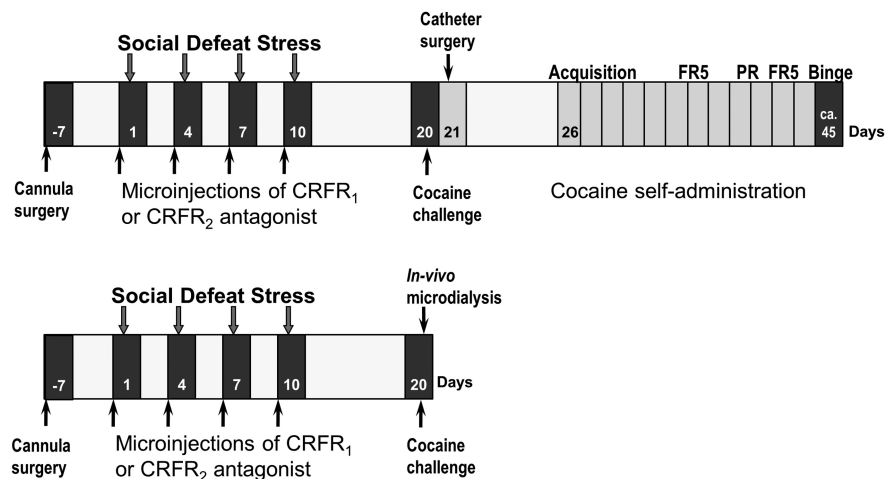 Catheter
surgery
Social Defeat Stress
Acquisition FR5 PR FR5 Binge
-7 1 4 7 10 20 21 26 ca.
45 Days
Cannula
surgery
Microinjections of CRFR1
or CRFR2 antagonist
Cocaine
challenge
Cocaine self-administration
In-vivo
microdialysis
Social Defeat Stress
-7 1 4 7 10 20 Days
Cannula
surgery
Microinjections of CRFR1
or CRFR2 antagonist
Cocaine
challenge